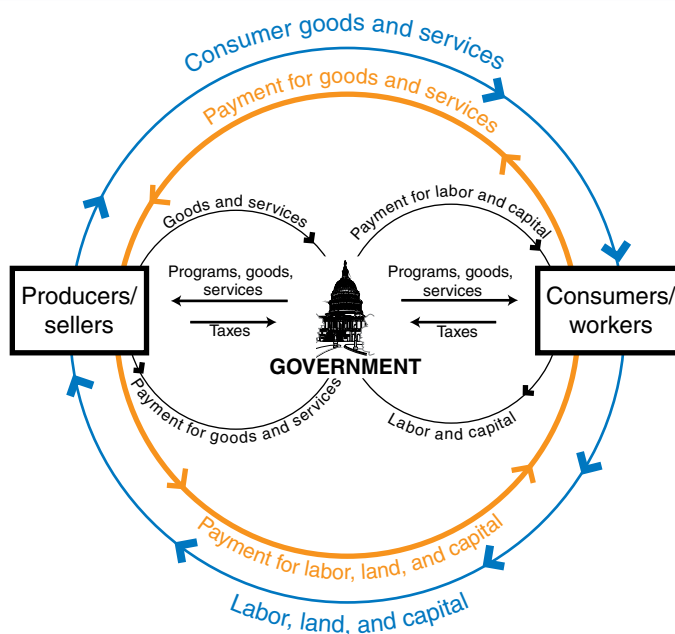 Consumer goods and services
Payment for goods and services
Goods and services
Payment for labor and capital
Programs, goods,
services
Programs, goods,
services
Producers/
sellers
Consumers/
workers
Taxes
Taxes
GOVERNMENT
Payment for goods and services
Labor and capital
Payment for labor, land, and capital
Labor, land, and capital